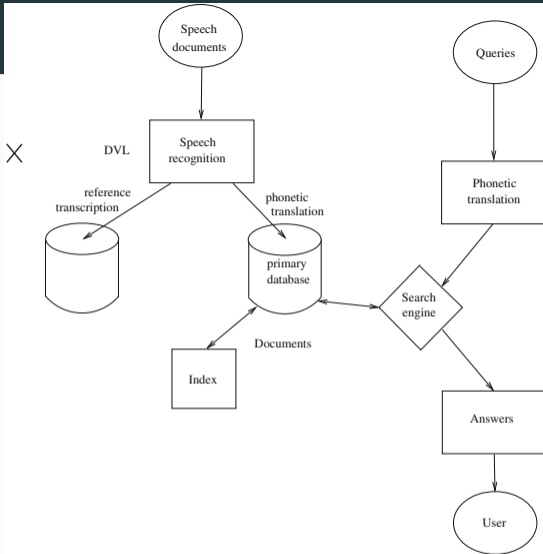 Speech
documents
Queries
X
DVL
Speech
recognition
Phonetic
translation
reference
transcription
phonetic
translation
primary
database
Search
engine
Documents
Index
Answers
User